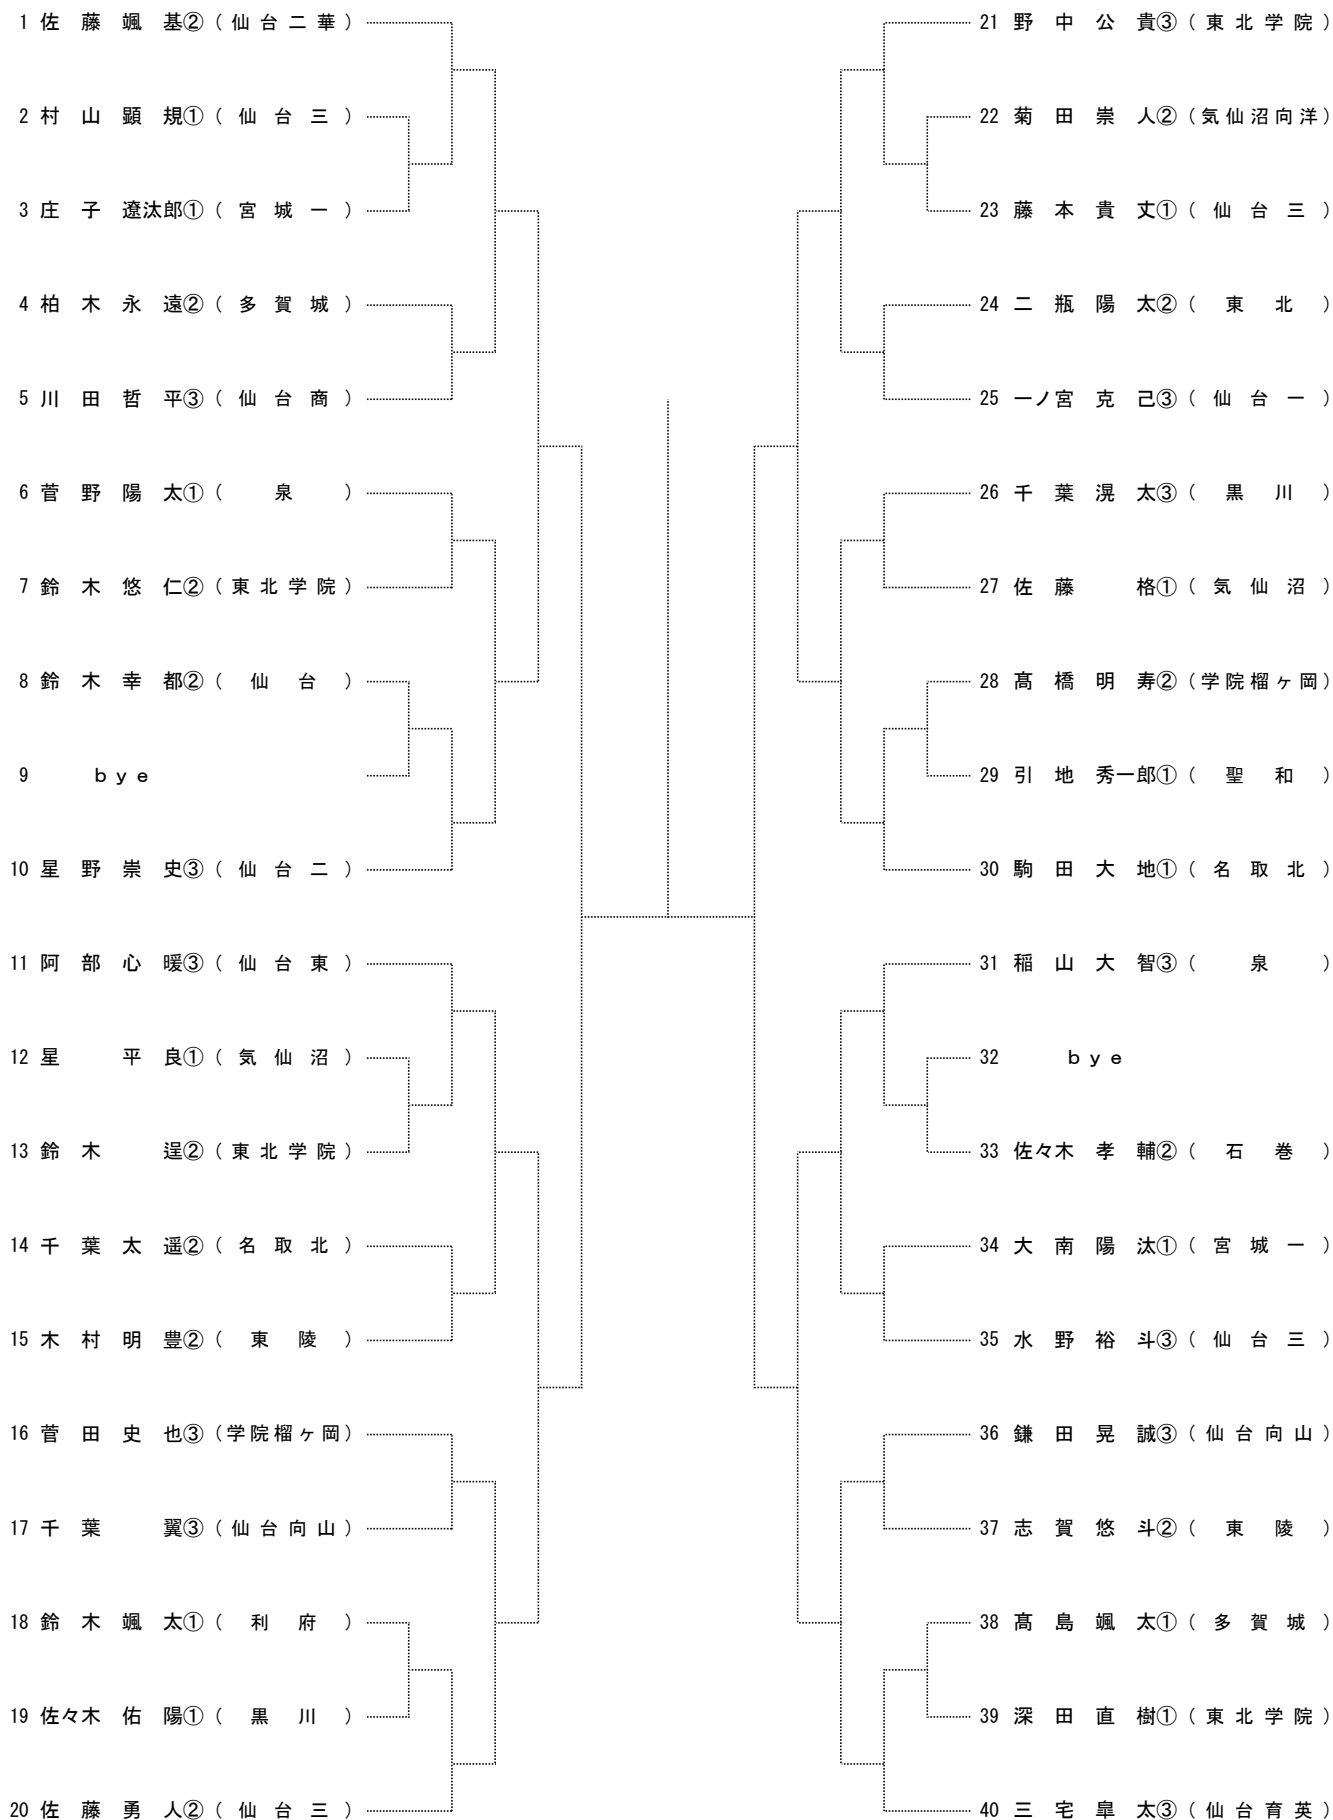 1 佐藤颯基②（仙台二華）
2 村山顕規①（仙台三）
3 庄子遼汰郎①（宮城一）
4 柏木永遠②（多賀城）
5 川田哲平③（仙台商）
6 菅野陽太①（泉）
7 鈴木悠仁②（東北学院）
8 鈴木幸都②（仙台）
9 bye
10 星野崇史③（仙台二）
11 阿部心暖③（仙台東）
12 星平良①（気仙沼）
13 鈴木逞②（東北学院）
14 千葉太遥②（名取北）
15 木村明豊②（東陵）
16 菅田史也③（学院榴ヶ岡）
17 千葉翼③（仙台向山）
18 鈴木颯太①（利府）
19 佐々木佑陽①（黒川）
20 佐藤勇人②（仙台三）
21 野中公貴③（東北学院）
22 菊田崇人②（気仙沼向洋）
23 藤本貴丈①（仙台三）
24 二瓶陽太②（東北）
25 一ノ宮克己③（仙台一）
26 千葉滉太③（黒川）
27 佐藤格①（気仙沼）
28 髙橋明寿②（学院榴ヶ岡）
29 引地秀一郎①（聖和）
30 駒田大地①（名取北）
31 稲山大智③（泉）
32 bye
33 佐々木孝輔②（石巻）
34 大南陽汰①（宮城一）
35 水野裕斗③（仙台三）
36 鎌田晃誠③（仙台向山）
37 志賀悠斗②（東陵）
38 髙島颯太①（多賀城）
39 深田直樹①（東北学院）
40 三宅皐太③（仙台育英）